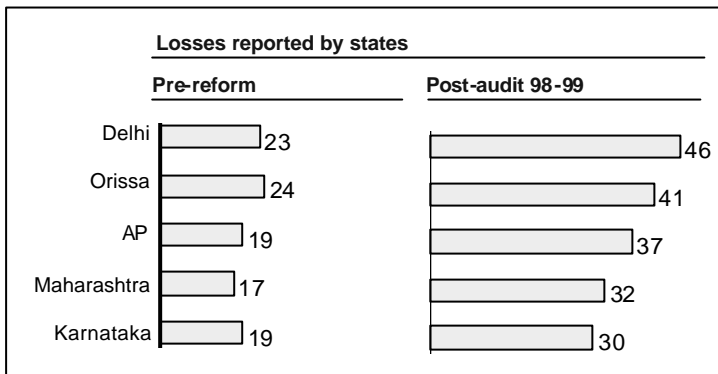 Losses reported by states
Pre-reform Post-audit 98-99
Delhi 23 46
Orissa 24 41
AP 19 37
Maharashtra 17 32
Karnataka 19 30